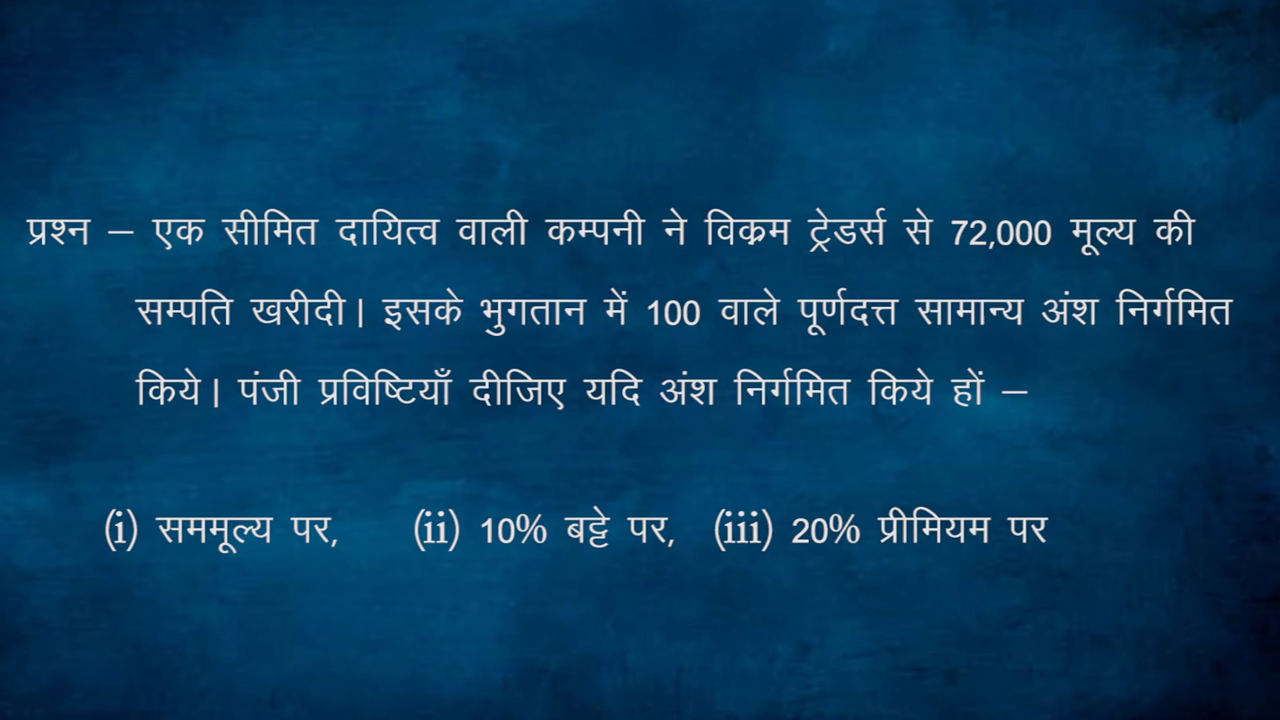 प्रश्न – एक सीमित दायित्व वाली कम्पनी ने विक्रम ट्रेडर्स से 72,000 मूल्य की
सम्पति खरीदी। इसके भुगतान में 100 वाले पूर्णदत्त सामान्य अंश निर्गमित
किये। पंजी प्रविष्टियाँ दीजिए यदि अंश निर्गमित किये हों –
(i) सममूल्य पर, (ii) 10% बट्टे पर, (iii) 20% प्रीमियम पर